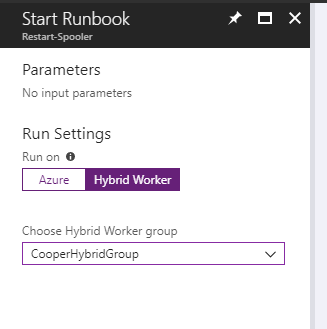 Start Runbook
Restart-Spooler
Parameters
No input parameters
Run Settings
Run on
Azure Hybrid Worker
Choose Hybrid Worker group
CooperHybridGroup